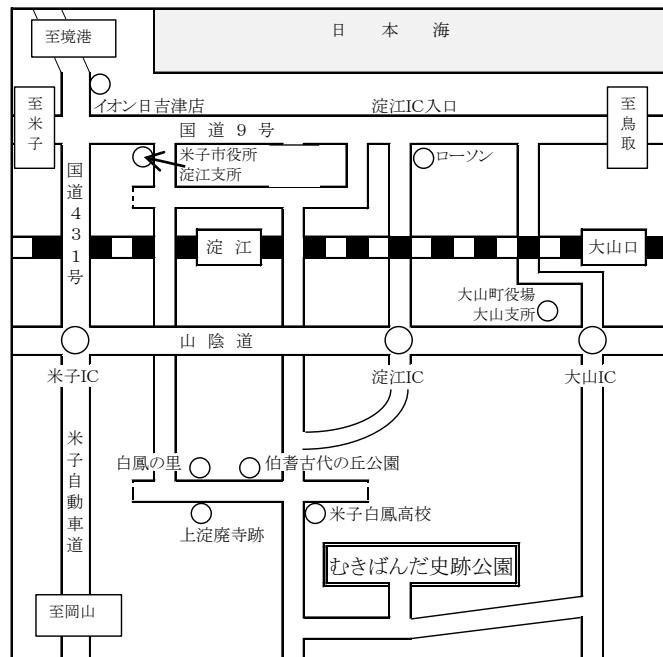 日本海
至境港
イオン日吉津店
淀江IC入口
至米子
至鳥取
国道9号
米子市役所
淀江支所
ローソン
国道431号
淀江
大山口
大山町役場
大山支所
山陰道
米子IC
淀江IC
大山IC
米子自動車道
白鳳の里
伯耆古代の丘公園
上淀廃寺跡
米子白鳳高校
むきばんだ史跡公園
至岡山